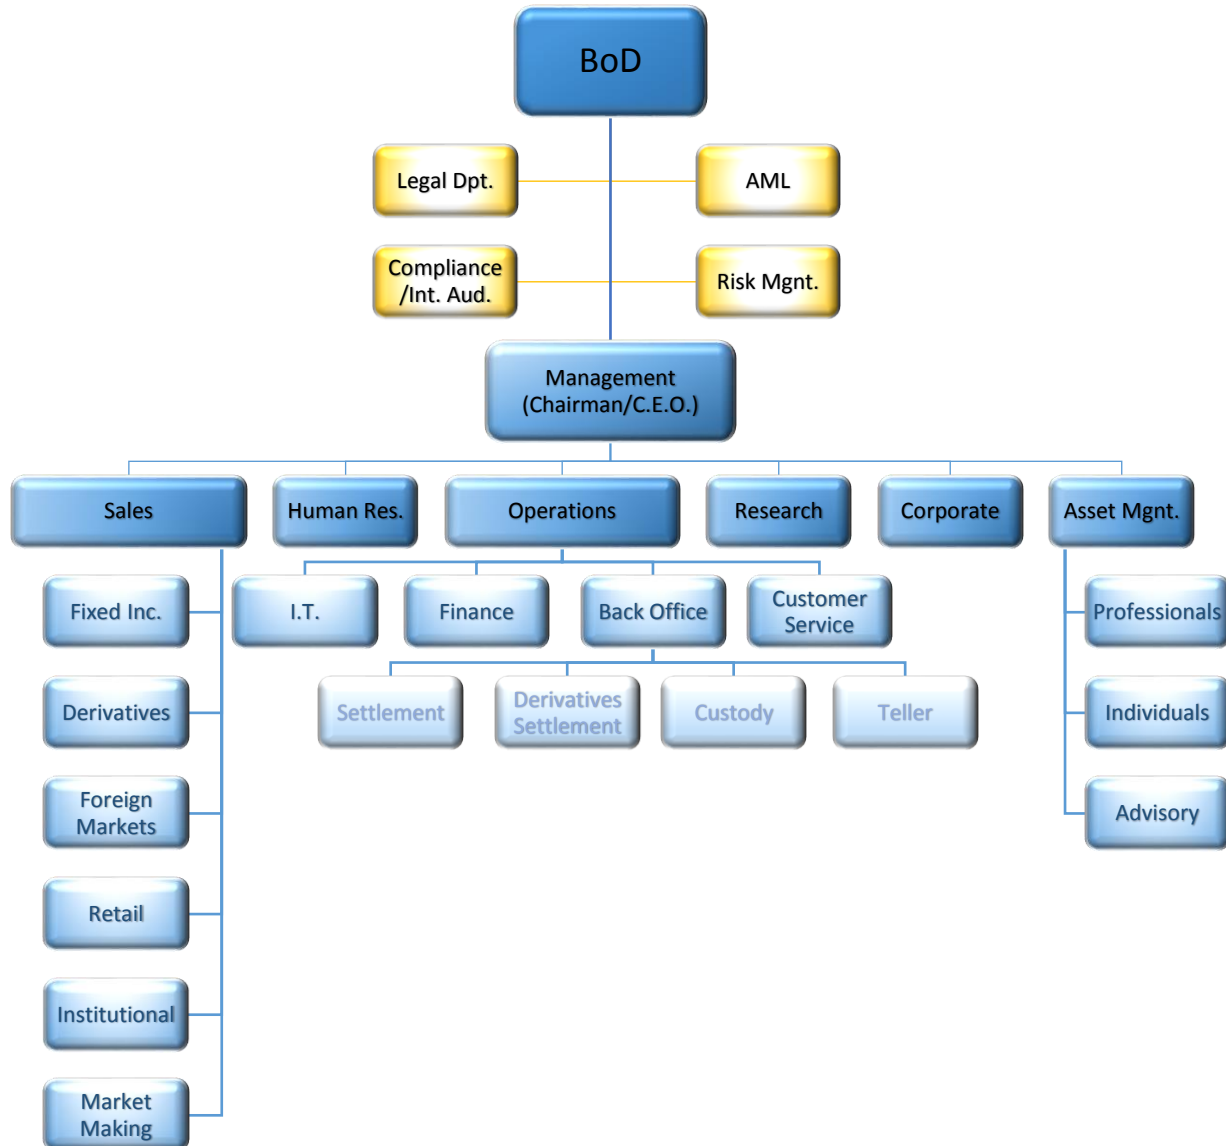 BoD
Legal Dpt.
AML
Compliance
/Int. Aud.
Risk Mgnt.
Management
(Chairman/C.E.O.)
Sales
Human Res.
Operations
Research
Corporate
Asset Mgnt.
Fixed Inc.
I.T.
Finance
Back Office
Customer
Service
Professionals
Derivatives
Settlement
Derivatives
Settlement
Custody
Teller
Individuals
Foreign
Markets
Advisory
Retail
Institutional
Market
Making